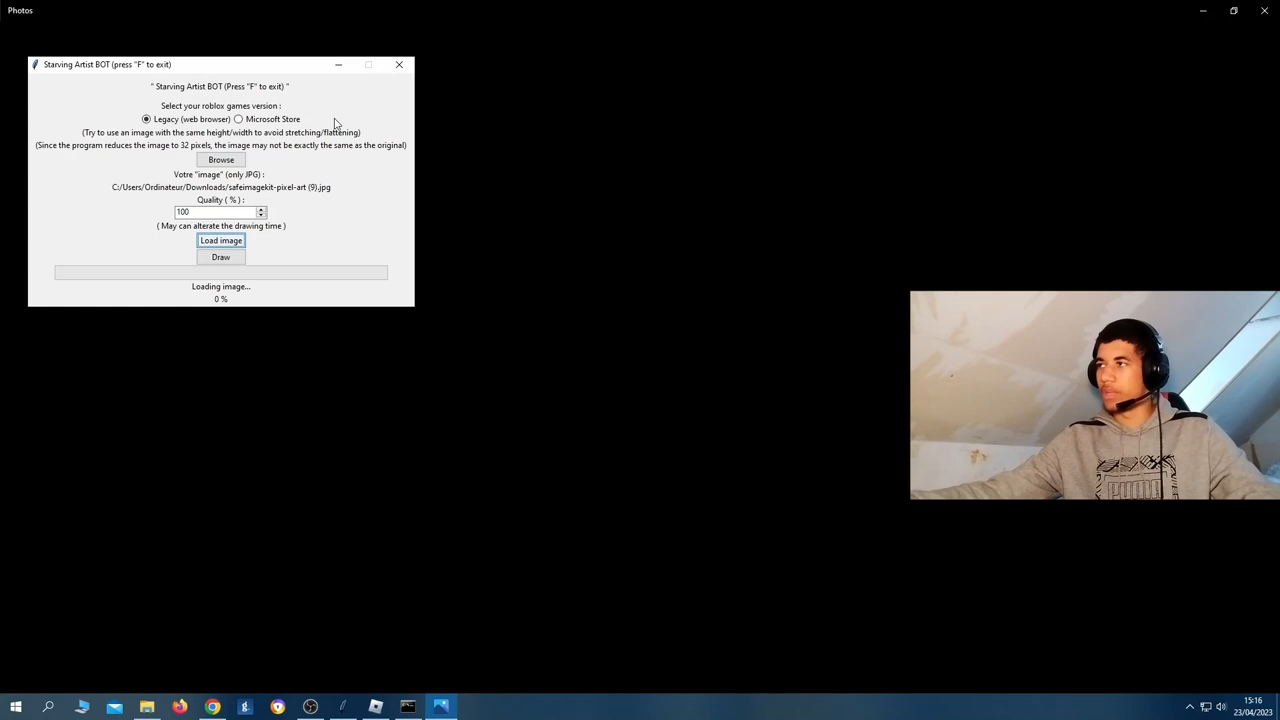 Photos
Starving Artist BOT (press "F" to exit)
" Starving Artist BOT (Press "F" to exit) "
Select your roblox games version :
Legacy (web browser) Microsoft Store
(Try to use an image with the same height/width to avoid stretching/flattening)
(Since the program reduces the image to 32 pixels, the image may not be exactly the same as the original)
Browse
Votre "image" (only JPG) :
C:/Users/Ordinateur/Downloads/safeimagekit-pixel-art (9).jpg
Quality ( % ) :
100
( May can alterate the drawing time )
Load image
Draw
Loading image...
0 %
PUMA
15:16
23/04/2023